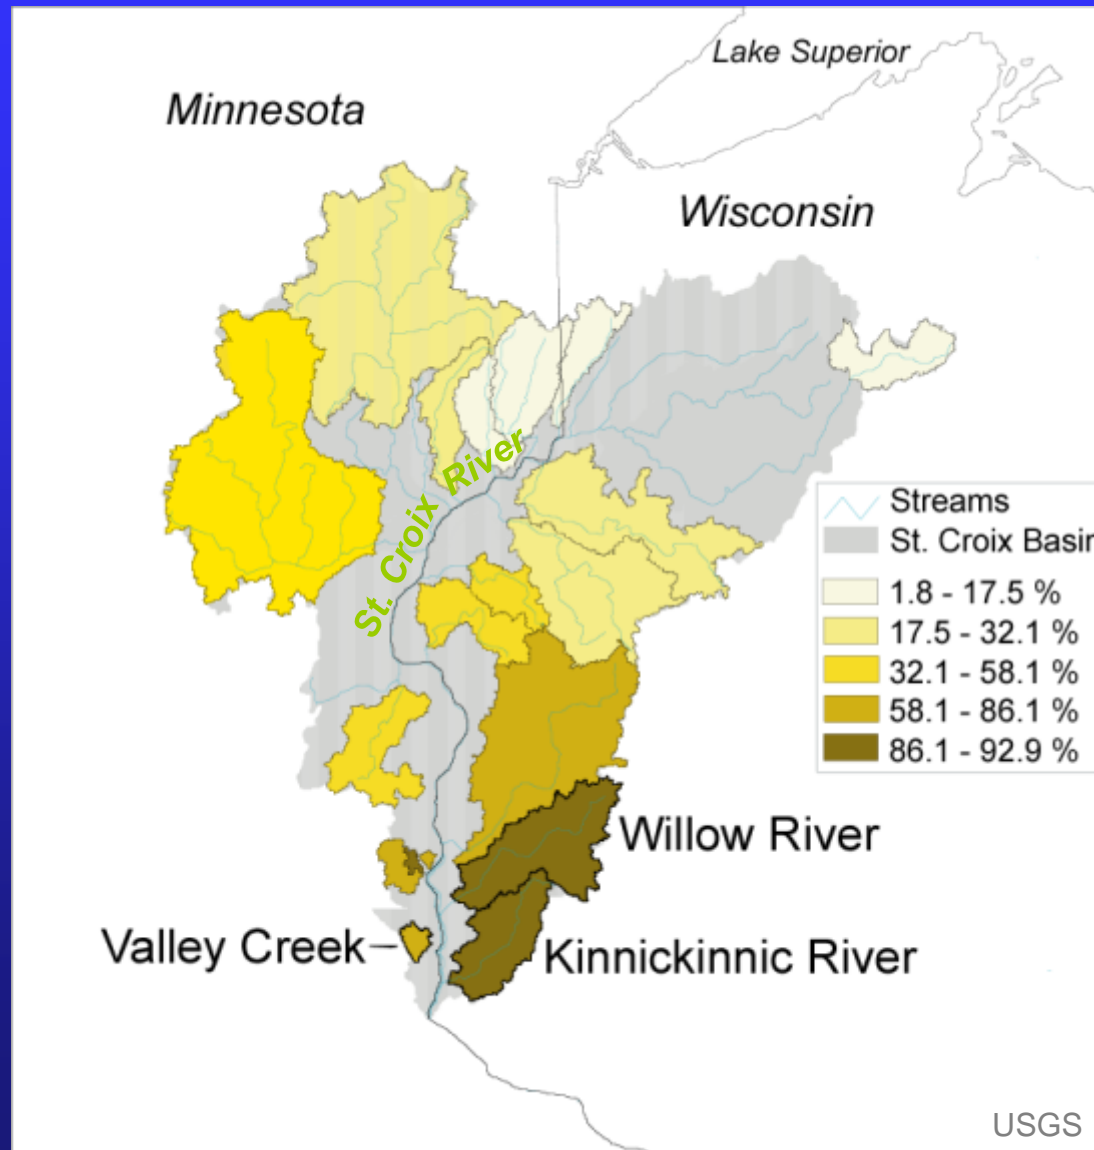 Lake Superior
Minnesota
Wisconsin
St. Croix River
Streams
St. Croix Basin
1.8 - 17.5 %
17.5 - 32.1 %
32.1 - 58.1 %
58.1 - 86.1 %
86.1 - 92.9 %
Willow River
Valley Creek
Kinnickinnic River
USGS